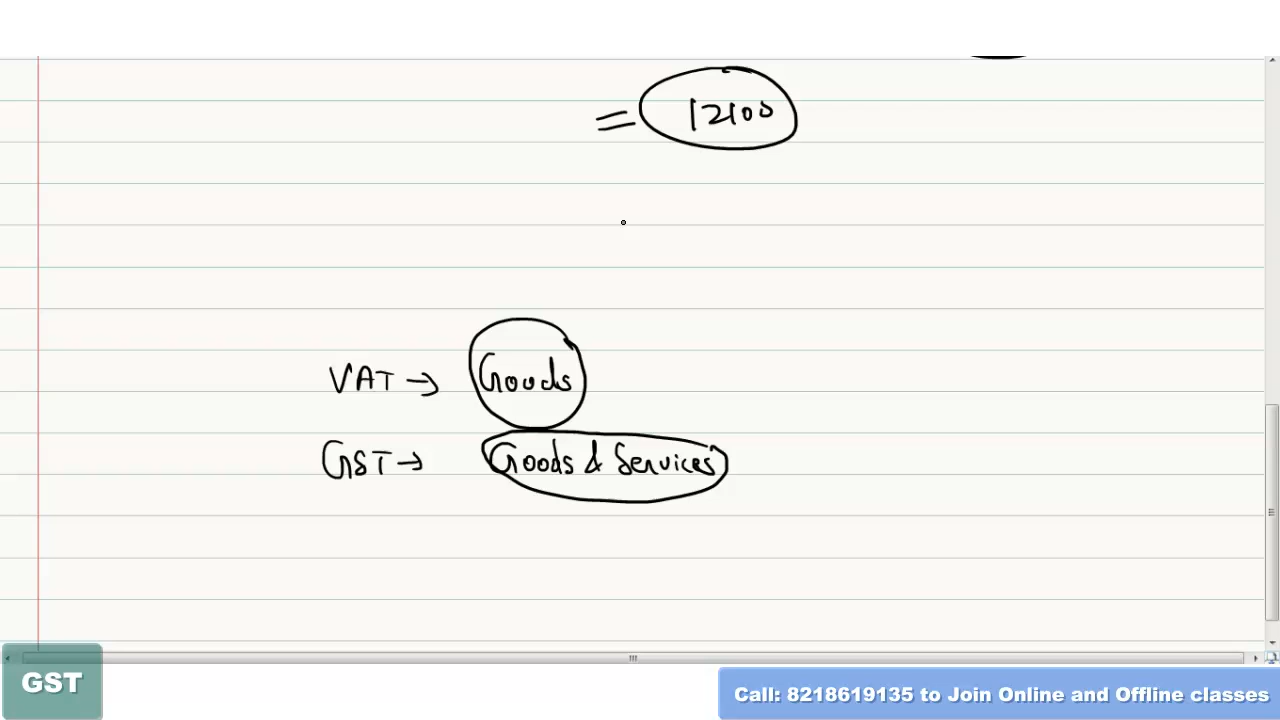 = 12100
VAT → Goods
GST → Goods & Services
GST
Call: 8218619135 to Join Online and Offline classes